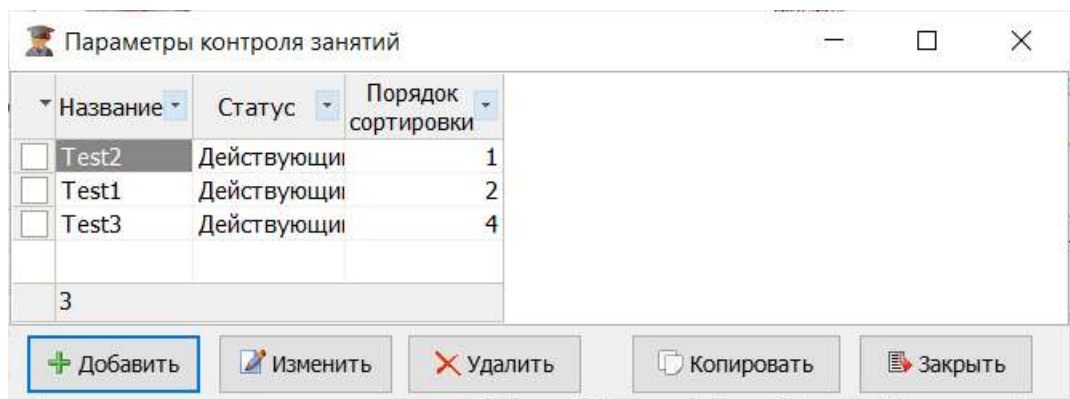 Параметры контроля занятий
Название Статус Порядок сортировки
Test2 Действующи 1
Test1 Действующи 2
Test3 Действующи 4
3
Добавить Изменить Удалить Копировать Закрыть